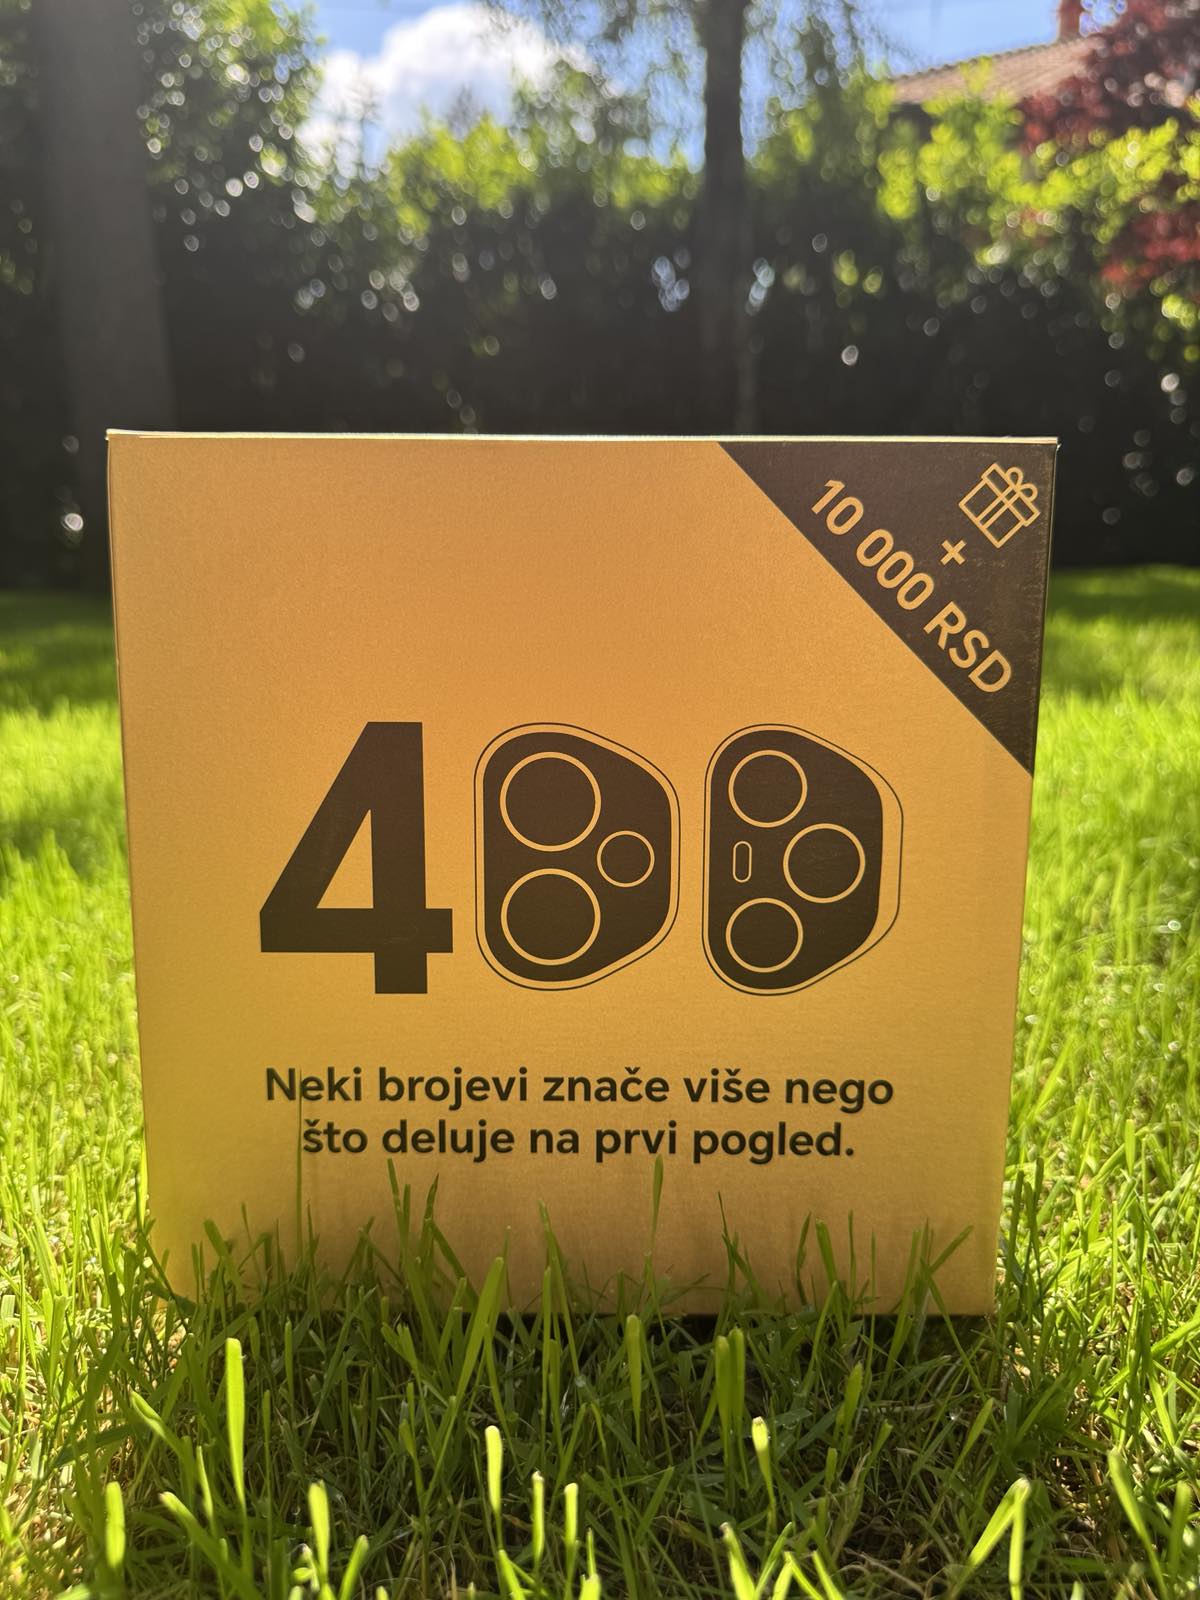 +
10 000 RSD
400
Neki brojevi znače više nego
što deluje na prvi pogled.